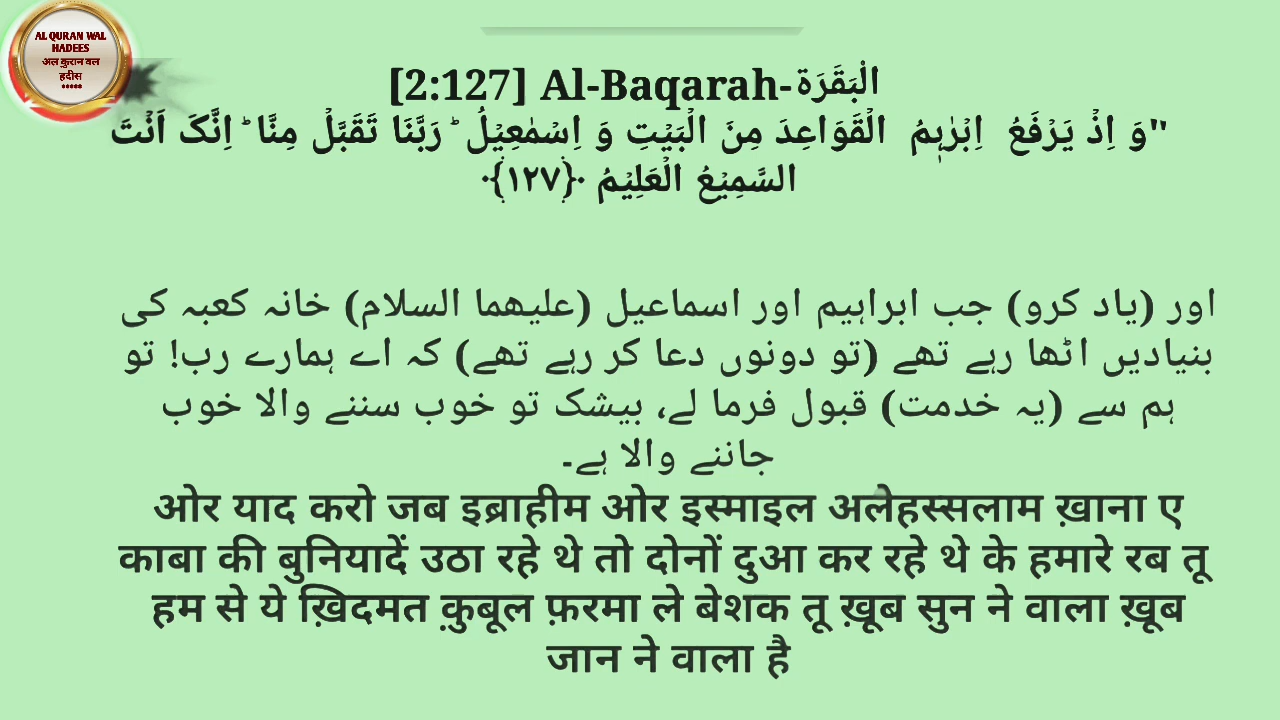 AL QURAN WAL
HADEES
अल कुरान वल
हदीस
*****
[2:127] Al-Baqarah-الْبَقَرَة
"وَ اِذۡ یَرۡفَعُ اِبۡرٰہٖمُ الۡقَوَاعِدَ مِنَ الۡبَیۡتِ وَ اِسۡمٰعِیۡلُ ؕ رَبَّنَا تَقَبَّلۡ مِنَّا ؕ اِنَّکَ اَنۡتَ
السَّمِیۡعُ الۡعَلِیۡمُ ﴿۱۲۷﴾
اور (یاد کرو) جب ابراہیم اور اسماعیل (علیھما السلام) خانہ کعبہ کی
بنیادیں اٹھا رہے تھے (تو دونوں دعا کر رہے تھے) کہ اے ہمارے رب! تو
ہم سے (یہ خدمت) قبول فرما لے، بیشک تو خوب سننے والا خوب
جاننے والا ہے۔
ओर याद करो जब इब्राहीम ओर इस्माइल अलेहस्सलाम ख़ाना ए
काबा की बुनियादें उठा रहे थे तो दोनों दुआ कर रहे थे के हमारे रब तू
हम से ये ख़िदमत क़ुबूल फ़रमा ले बेशक तू ख़ूब सुन ने वाला ख़ूब
जान ने वाला है